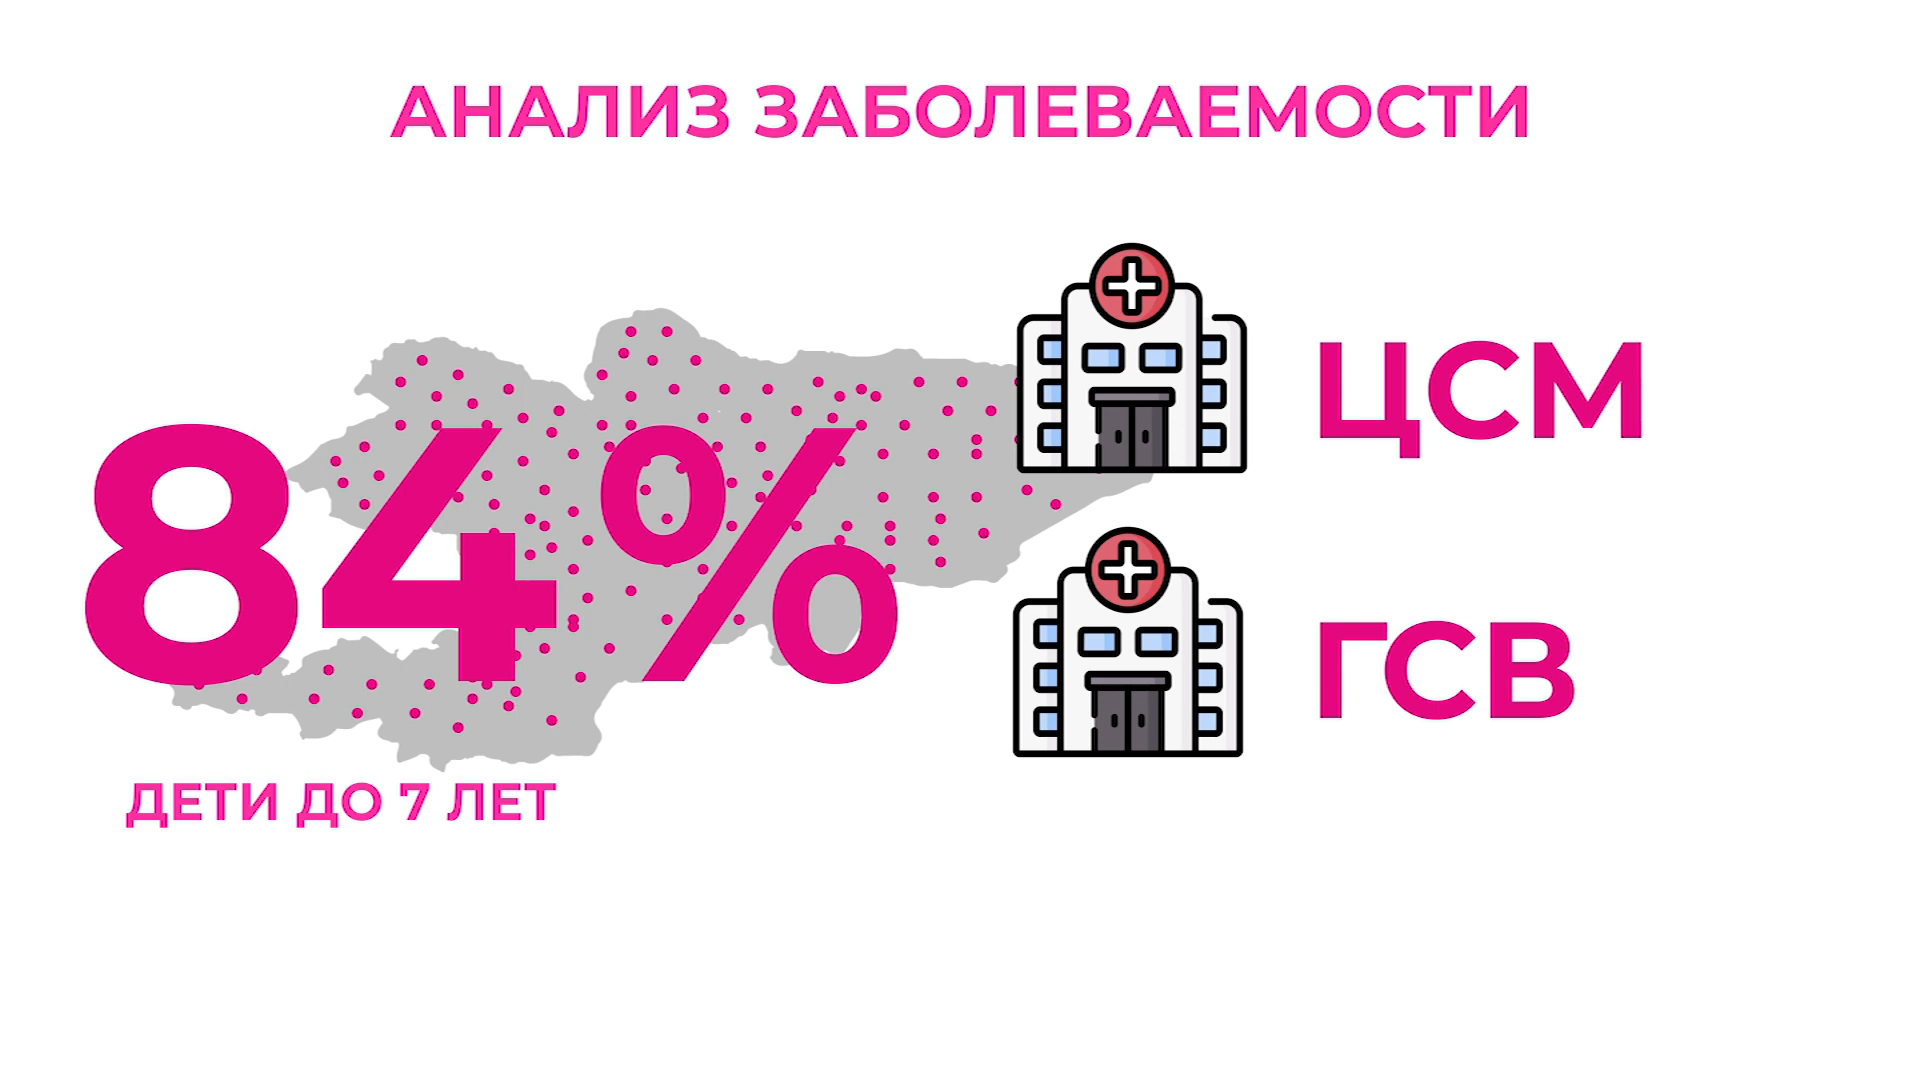 АНАЛИЗ ЗАБОЛЕВАЕМОСТИ
84%
ДЕТИ ДО 7 ЛЕТ
ЦСМ
ГСВ